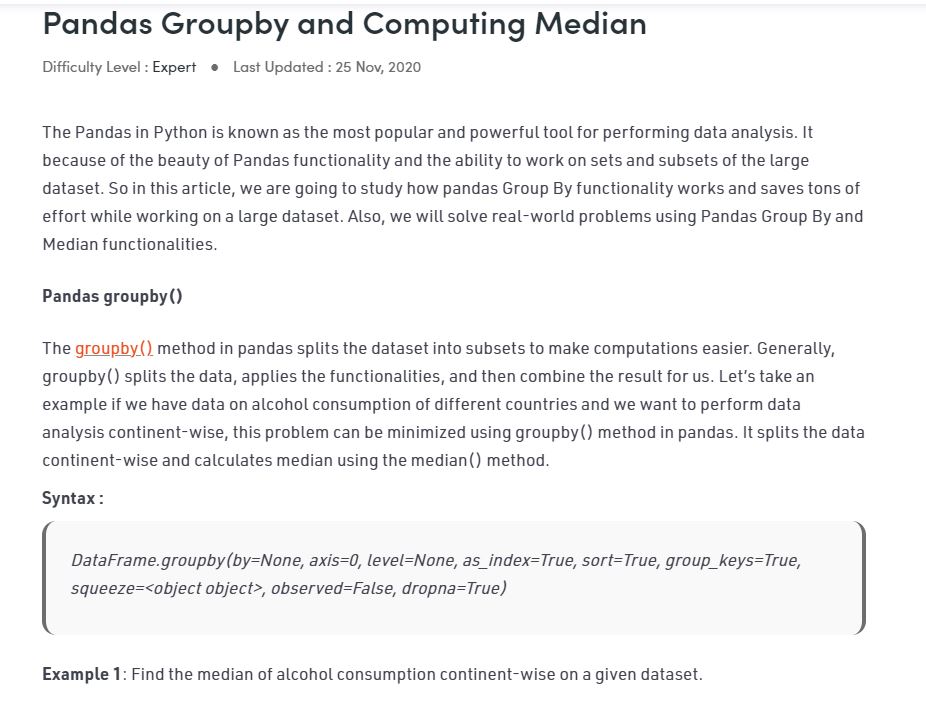 Pandas Groupby and Computing Median
Difficulty Level : Expert ● Last Updated : 25 Nov, 2020
The Pandas in Python is known as the most popular and powerful tool for performing data analysis. It
because of the beauty of Pandas functionality and the ability to work on sets and subsets of the large
dataset. So in this article, we are going to study how pandas Group By functionality works and saves tons of
effort while working on a large dataset. Also, we will solve real-world problems using Pandas Group By and
Median functionalities.
Pandas groupby()
The groupby() method in pandas splits the dataset into subsets to make computations easier. Generally,
groupby() splits the data, applies the functionalities, and then combine the result for us. Let’s take an
example if we have data on alcohol consumption of different countries and we want to perform data
analysis continent-wise, this problem can be minimized using groupby() method in pandas. It splits the data
continent-wise and calculates median using the median() method.
Syntax :
DataFrame.groupby(by=None, axis=0, level=None, as_index=True, sort=True, group_keys=True,
squeeze=<object object>, observed=False, dropna=True)
Example 1: Find the median of alcohol consumption continent-wise on a given dataset.